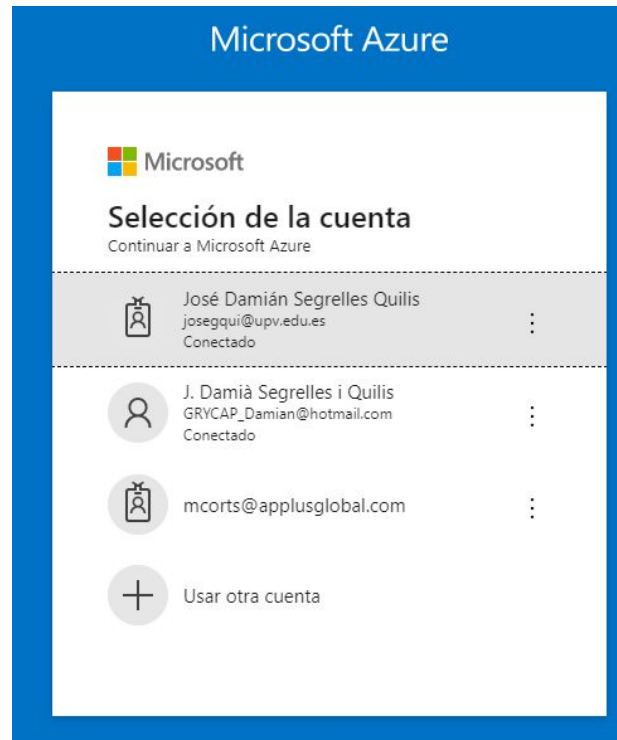 Microsoft Azure
Microsoft
Selección de la cuenta
Continuar a Microsoft Azure
José Damián Segrelles Quilis
josegqui@upv.edu.es
Conectado
J. Damià Segrelles i Quilis
GRYCAP_Damian@hotmail.com
Conectado
mcorts@applusglobal.com
Usar otra cuenta